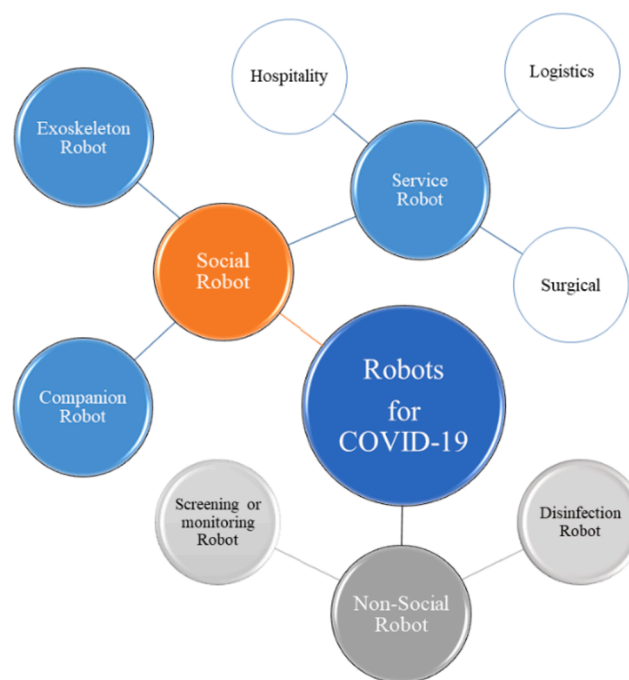 Hospitality
Logistics
Exoskeleton
Robot
Service
Robot
Social
Robot
Surgical
Companion
Robot
Robots
for
COVID-19
Screening or
monitoring
Robot
Disinfection
Robot
Non-Social
Robot